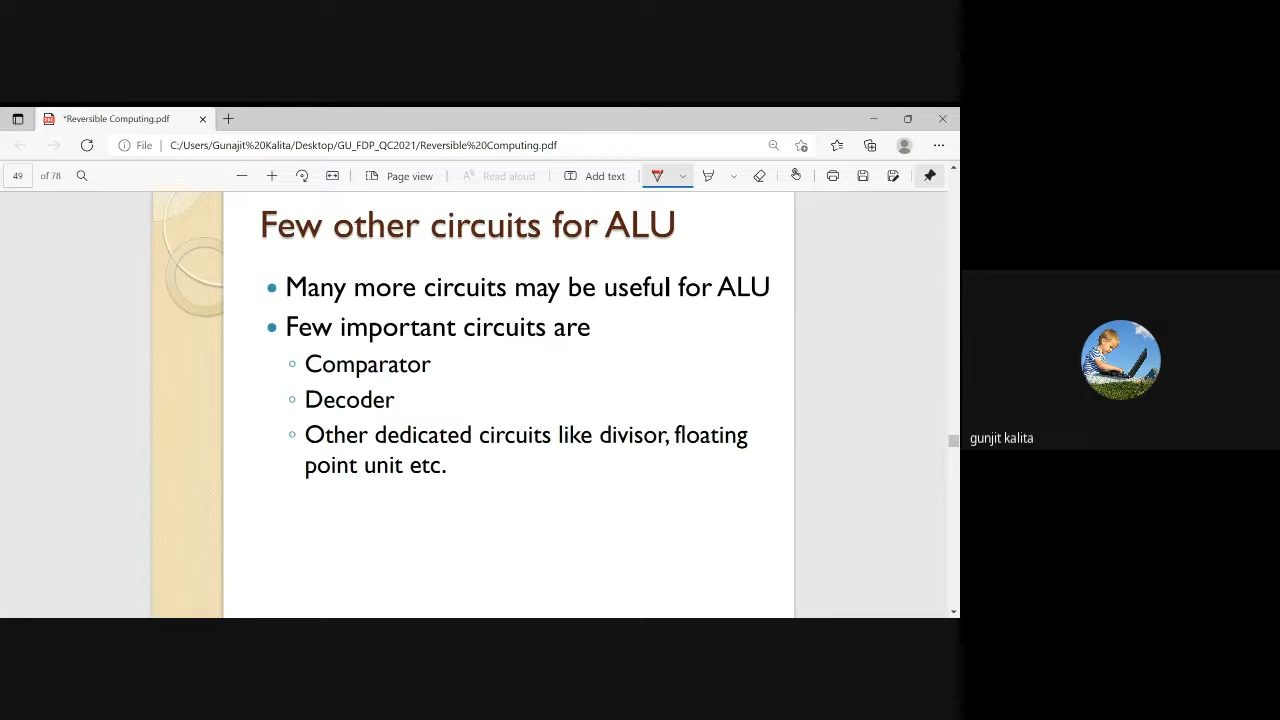 *Reversible Computing.pdf
File
C:/Users/Gunajit%20Kalita/Desktop/GU_FDP_QC2021/Reversible%20Computing.pdf
49 of 78
Page view
Read aloud
Add text
Few other circuits for ALU
• Many more circuits may be useful for ALU
• Few important circuits are
◦ Comparator
◦ Decoder
◦ Other dedicated circuits like divisor, floating
point unit etc.
gunjit kalita